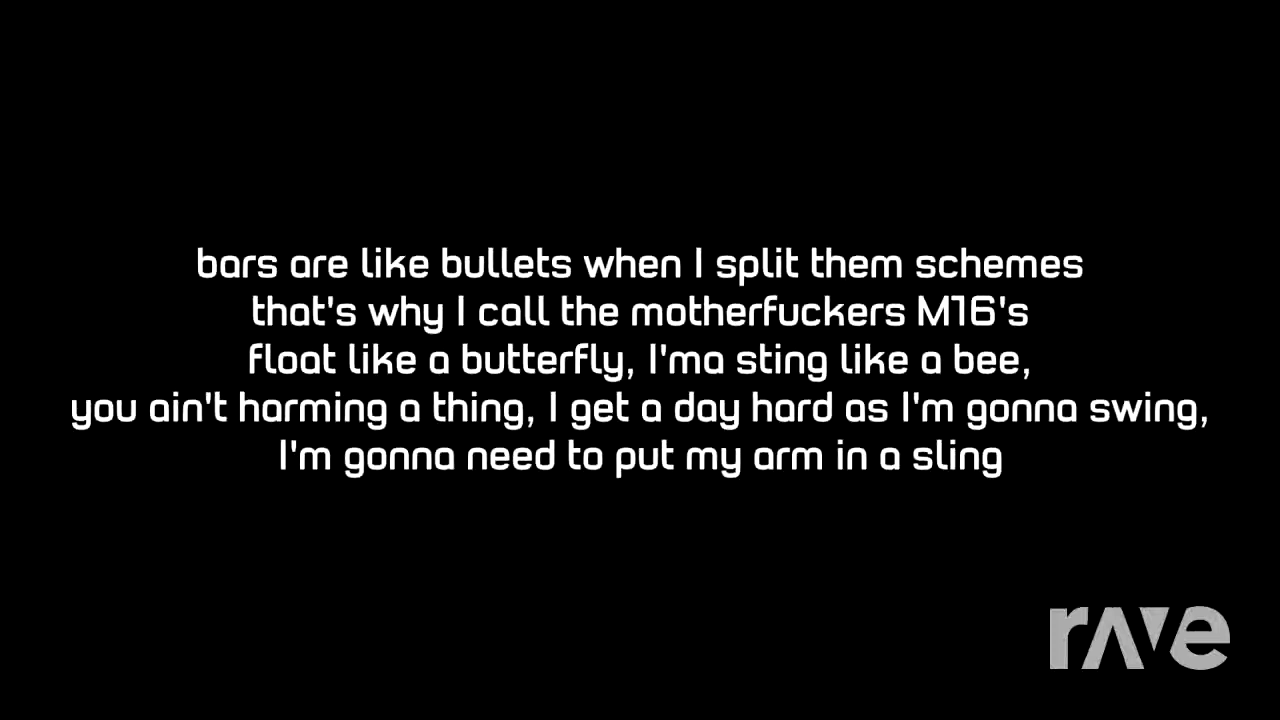 bars are like bullets when I split them schemes
that's why I call the motherfuckers M16's
float like a butterfly, I'ma sting like a bee,
you ain't harming a thing, I get a day hard as I'm gonna swing,
I'm gonna need to put my arm in a sling
rave